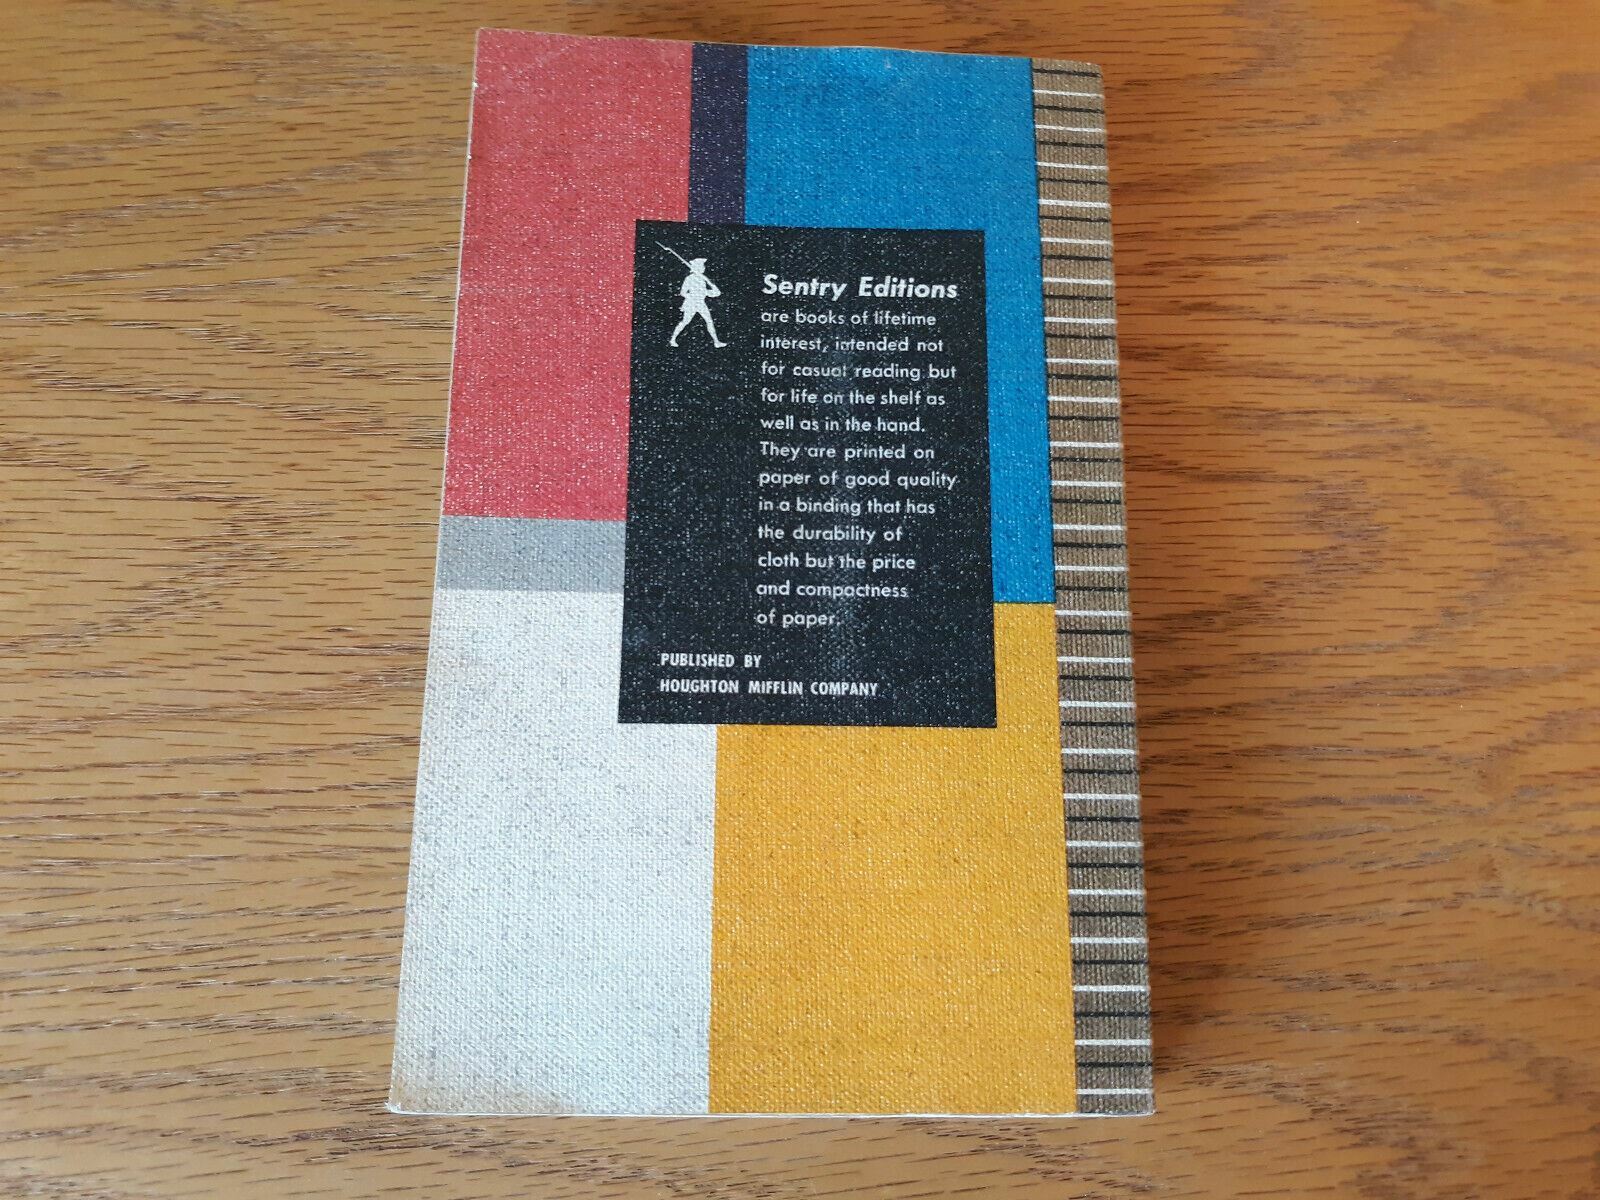 Sentry Editions
are books of lifetime
interest, intended not
for casual reading but
for life on the shelf as
well as in the hand.
They are printed on
paper of good quality
in a binding that has
the durability of
cloth but the price
and compactness
of paper.
PUBLISHED BY
HOUGHTON MIFFLIN COMPANY